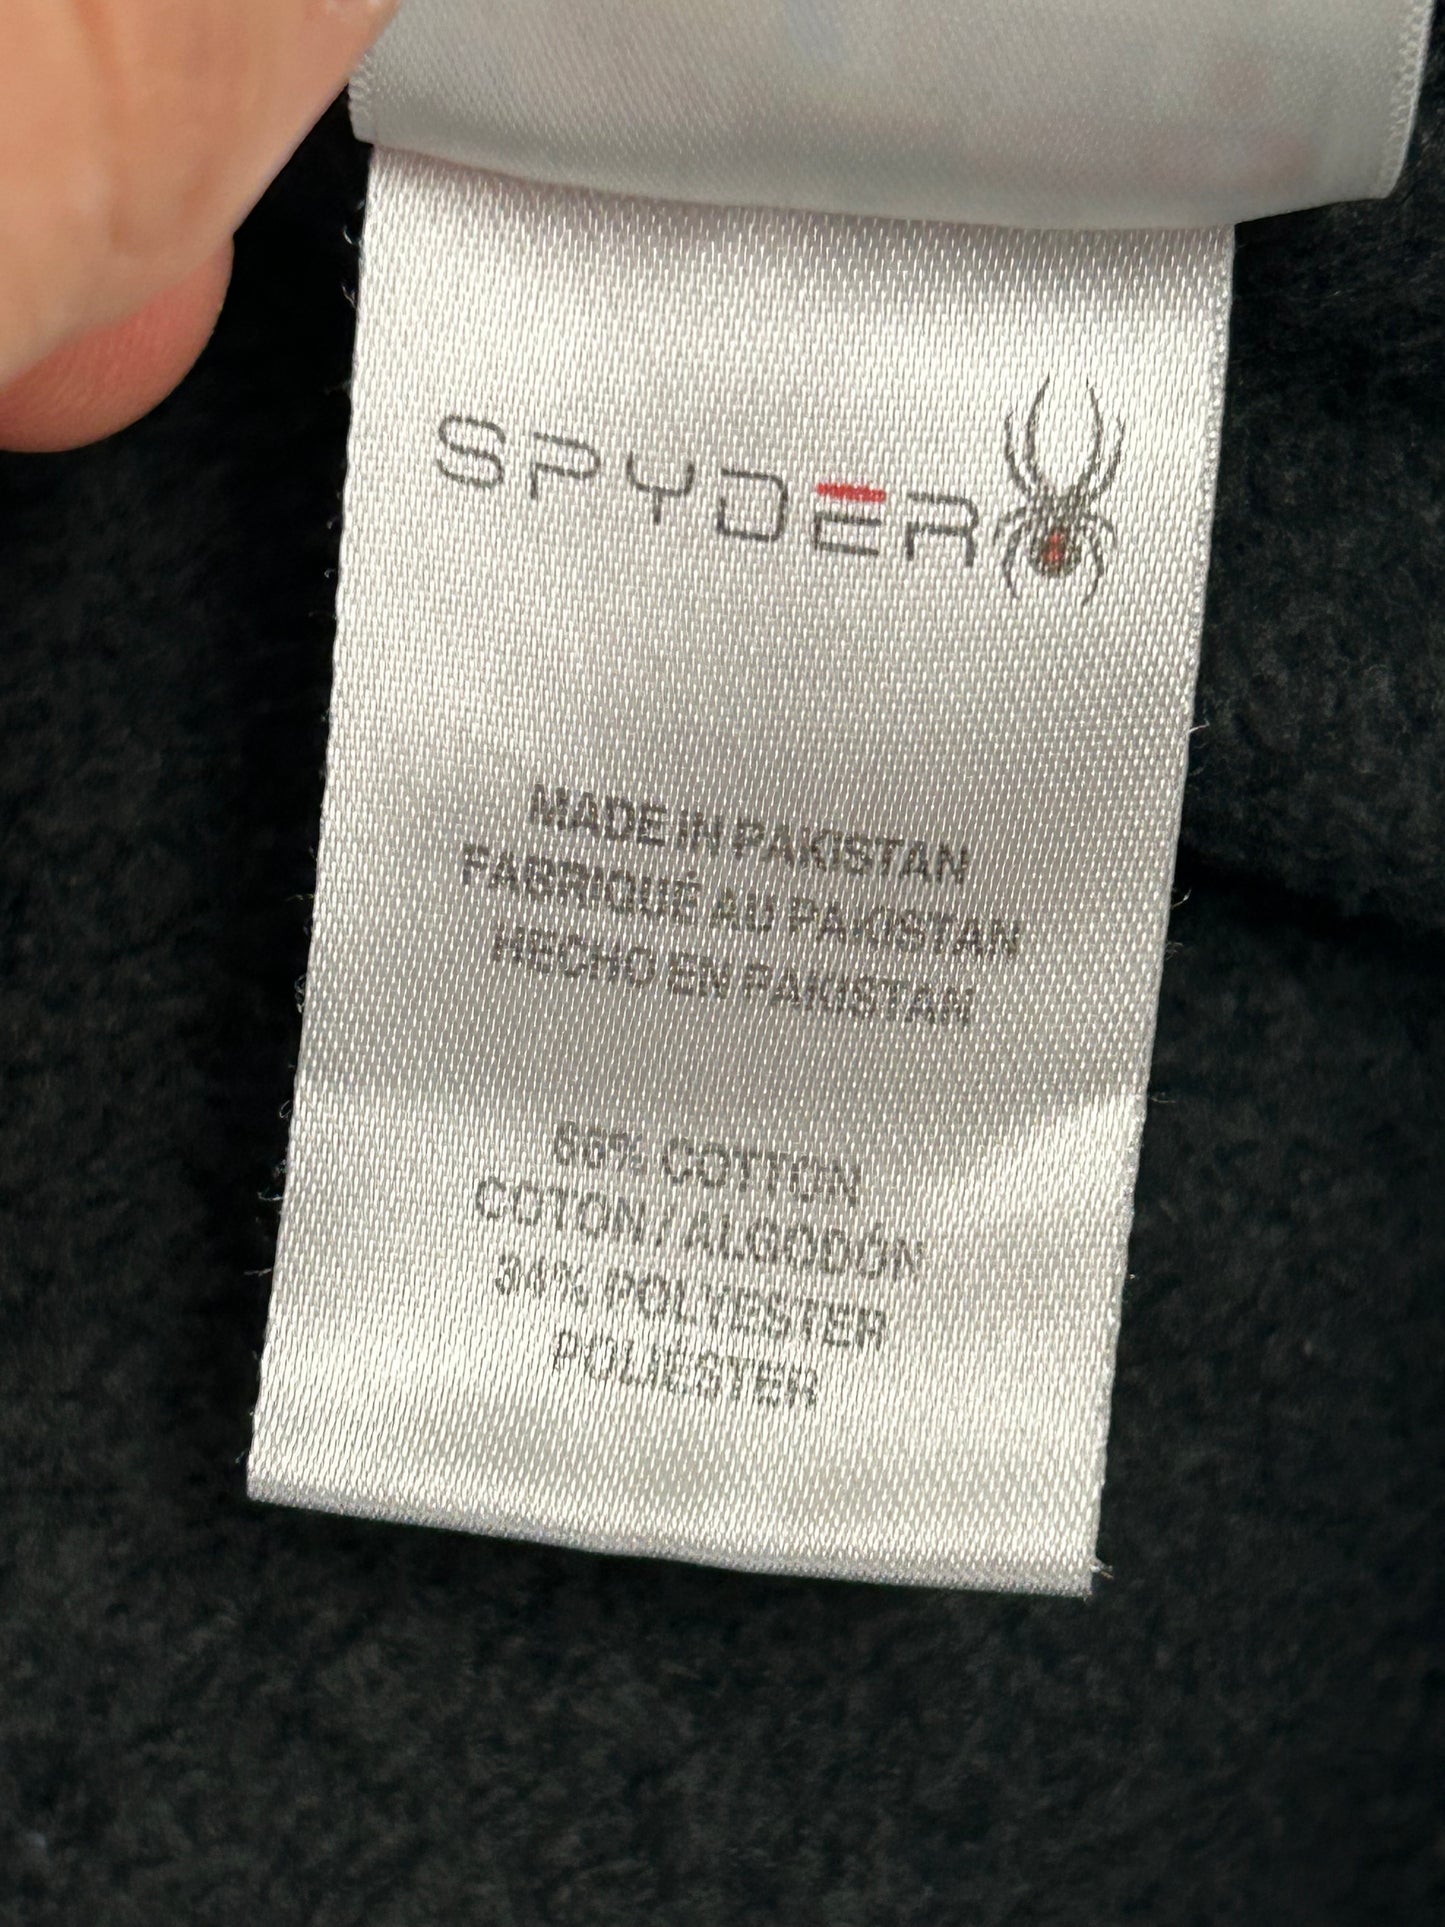 SPYDER
MADE IN PAKISTAN
FABRIQUÉ AU PAKISTAN
HECHO EN PAKISTAN
66% COTTON
COTON / ALGODÓN
34% POLYESTER
POLIÉSTER